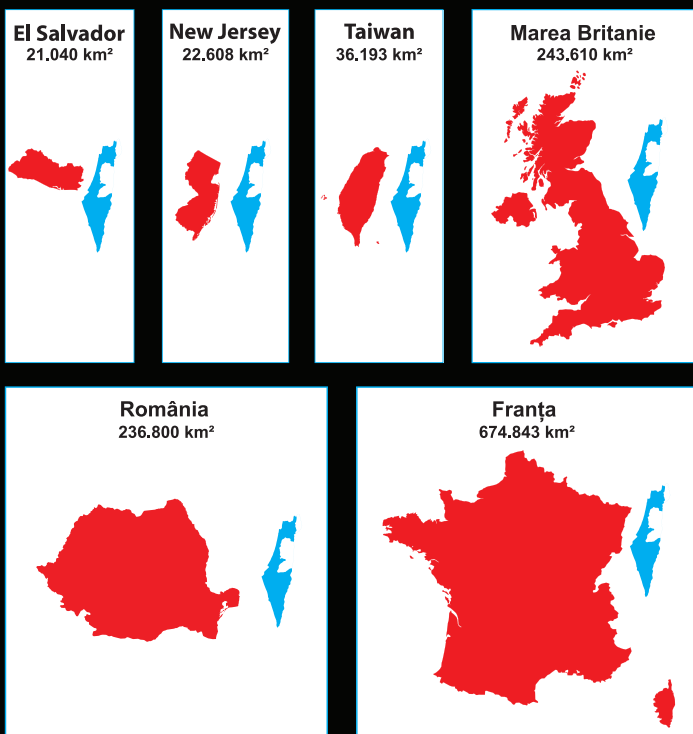 El Salvador
21.040 km²
New Jersey
22.608 km²
Taiwan
36.193 km²
Marea Britanie
243.610 km²
România
236.800 km²
Franța
674.843 km²